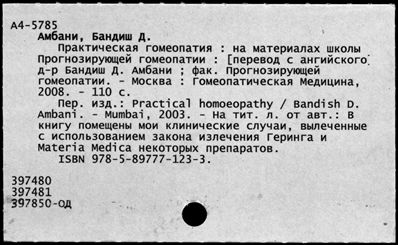 А4-5785
Амбани, Бандиш Д.
Практическая гомеопатия : на материалах школы
Прогнозирующей гомеопатии : [перевод с английского]
д-р Бандиш Д. Амбани ; фак. Прогнозирующей
гомеопатии. - Москва : Гомеопатическая Медицина,
2008. - 110 с.
Пер. изд.: Practical homoeopathy / Bandish D.
Ambani. - Mumbai, 2003. - На тит. л. от авт.: В
книгу помещены мои клинические случаи, вылеченные
с использованием закона излечения Геринга и
Materia Medica некоторых препаратов.
ISBN 978-5-89777-123-3.
397480
397481
397850-ОД